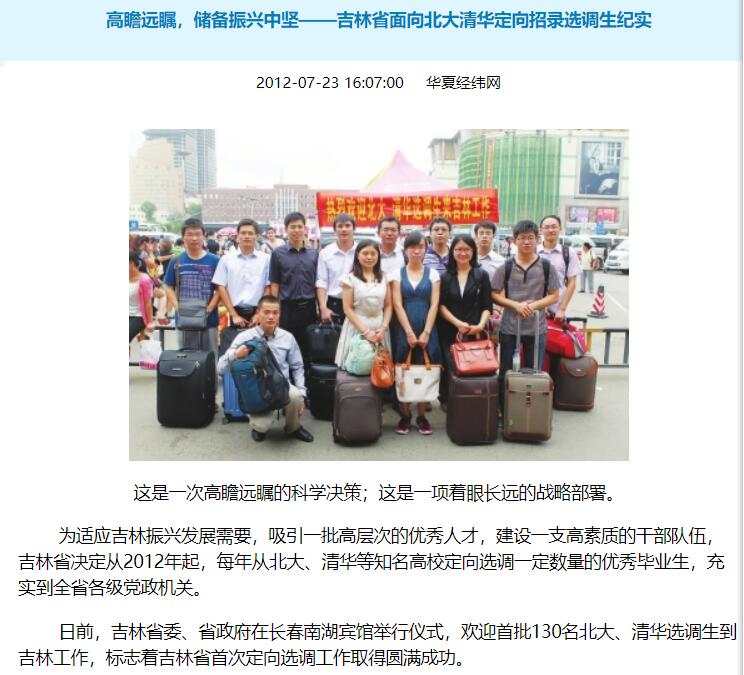 高瞻远瞩，储备振兴中坚——吉林省面向北大清华定向招录选调生纪实
2012-07-23 16:07:00 华夏经纬网
热烈欢迎北大 清华选调生来吉林工作
这是一次高瞻远瞩的科学决策；这是一项着眼长远的战略部署。
为适应吉林振兴发展需要，吸引一批高层次的优秀人才，建设一支高素质的干部队伍，
吉林省决定从2012年起，每年从北大、清华等知名高校定向选调一定数量的优秀毕业生，充
实到全省各级党政机关。
日前，吉林省委、省政府在长春南湖宾馆举行仪式，欢迎首批130名北大、清华选调生到
吉林工作，标志着吉林省首次定向选调工作取得圆满成功。